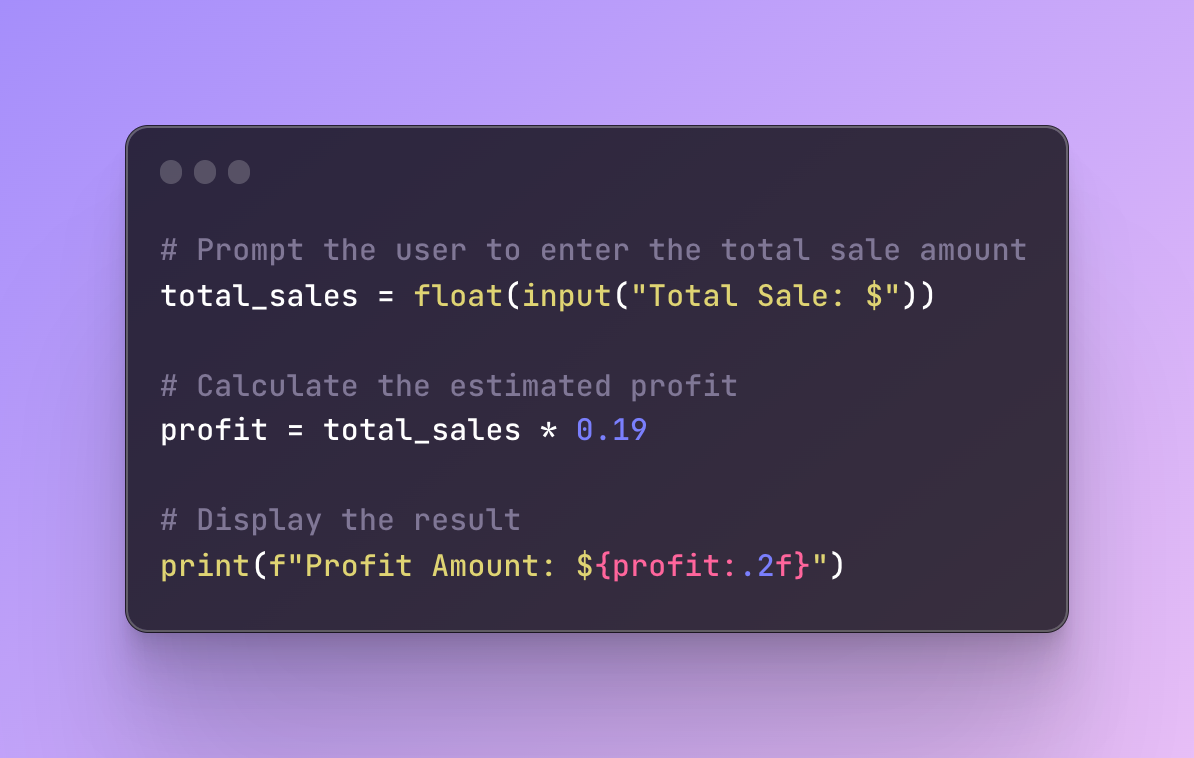 # Prompt the user to enter the total sale amount
total_sales = float(input("Total Sale: $"))
# Calculate the estimated profit
profit = total_sales * 0.19
# Display the result
print(f"Profit Amount: ${profit:.2f}")